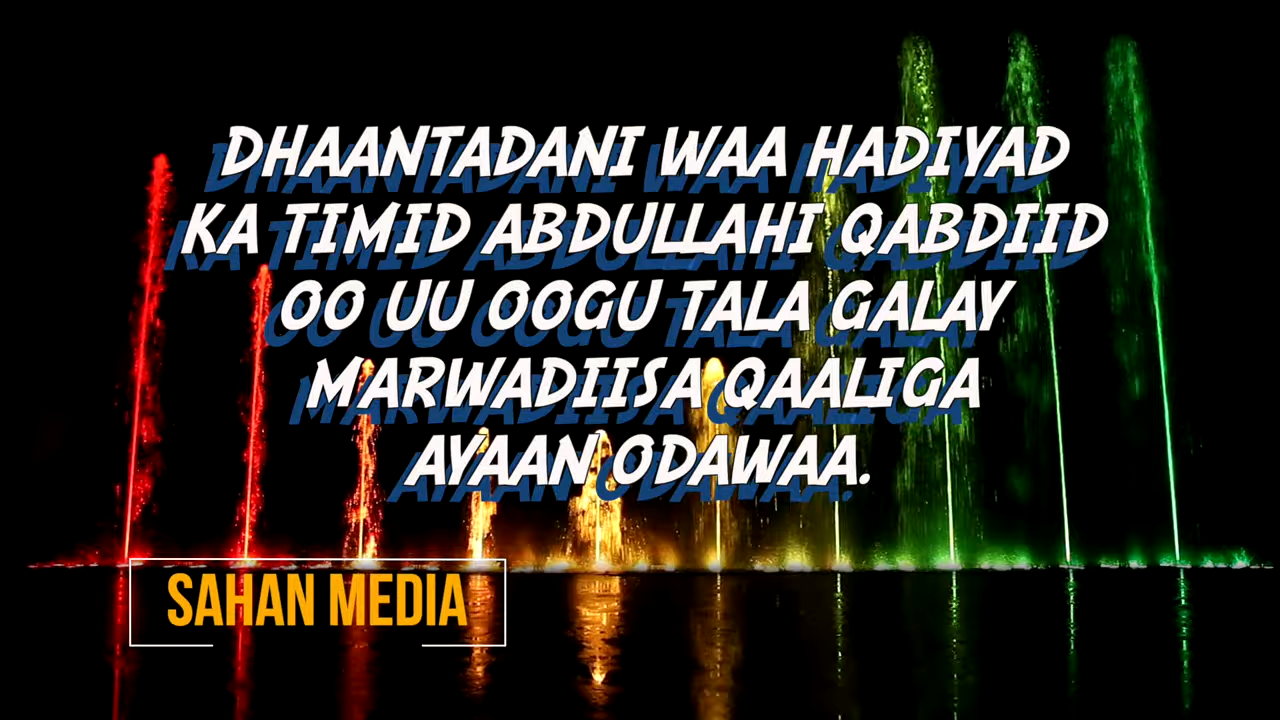 DHAANTADANI WAA HADIYAD
KA TIMID ABDULLAHI QABDIID
OO UU OOGU TALA GALAY
MARWADIISA QAALIGA
AYAAN ODAWAA.
SAHAN MEDIA